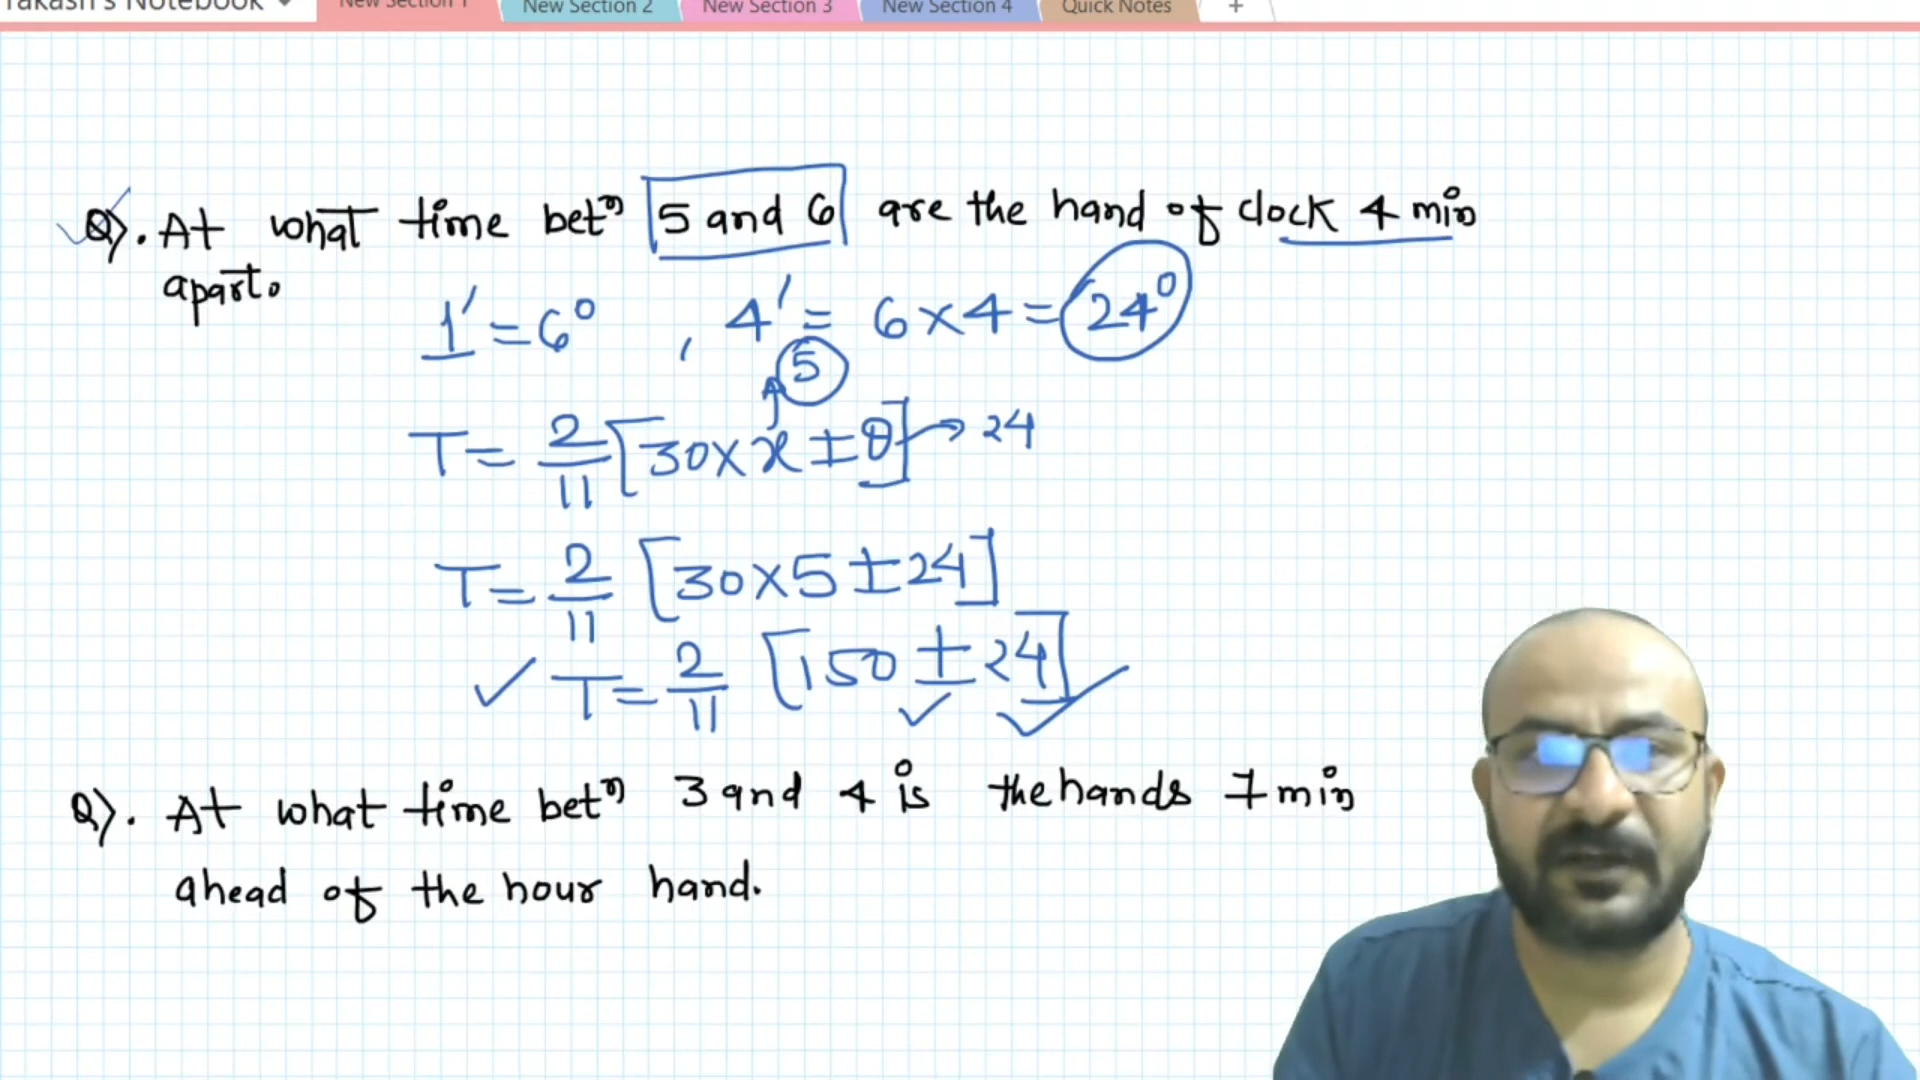 New Section 1 New Section 2 New Section 3 New Section 4 Quick Notes +
Q). At what time betⁿ 5 and 6 are the hand of clock 4 min
apart.
1' = 6° , 4' = 6 × 4 = 24°
5
T = 2/11 [30 × x ± θ] → 24
T = 2/11 [30 × 5 ± 24]
T = 2/11 [150 ± 24]
Q). At what time betⁿ 3 and 4 is the hands 7 min
ahead of the hour hand.